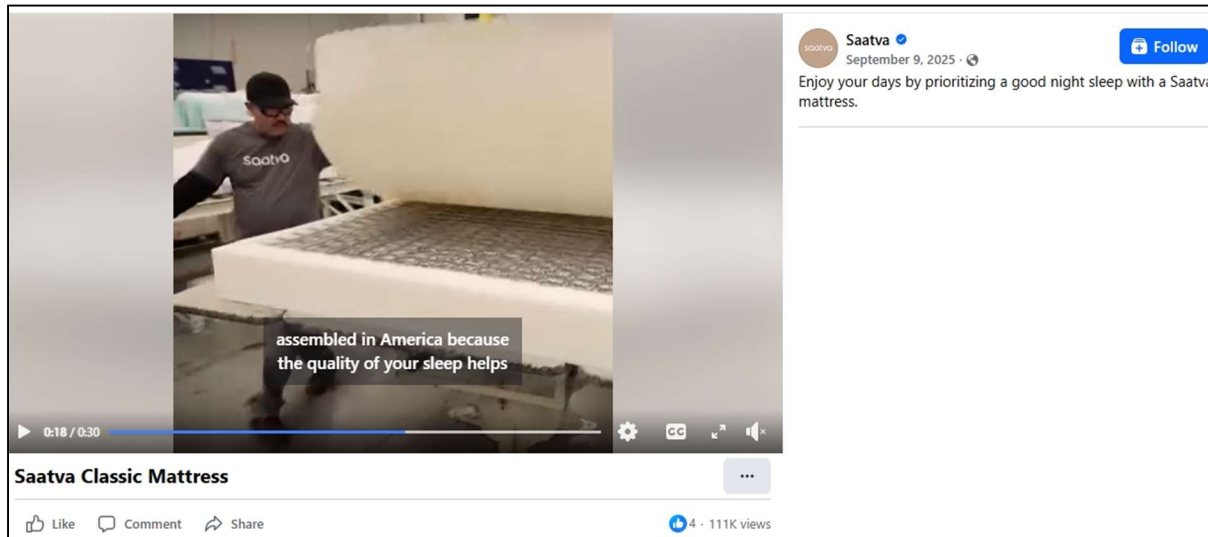 saatva
assembled in America because
the quality of your sleep helps
0:18 / 0:30
CC
Saatva Classic Mattress
...
Like Comment Share
4 · 111K views
saatva
Saatva
Follow
September 9, 2025 ·
Enjoy your days by prioritizing a good night sleep with a Saatva
mattress.